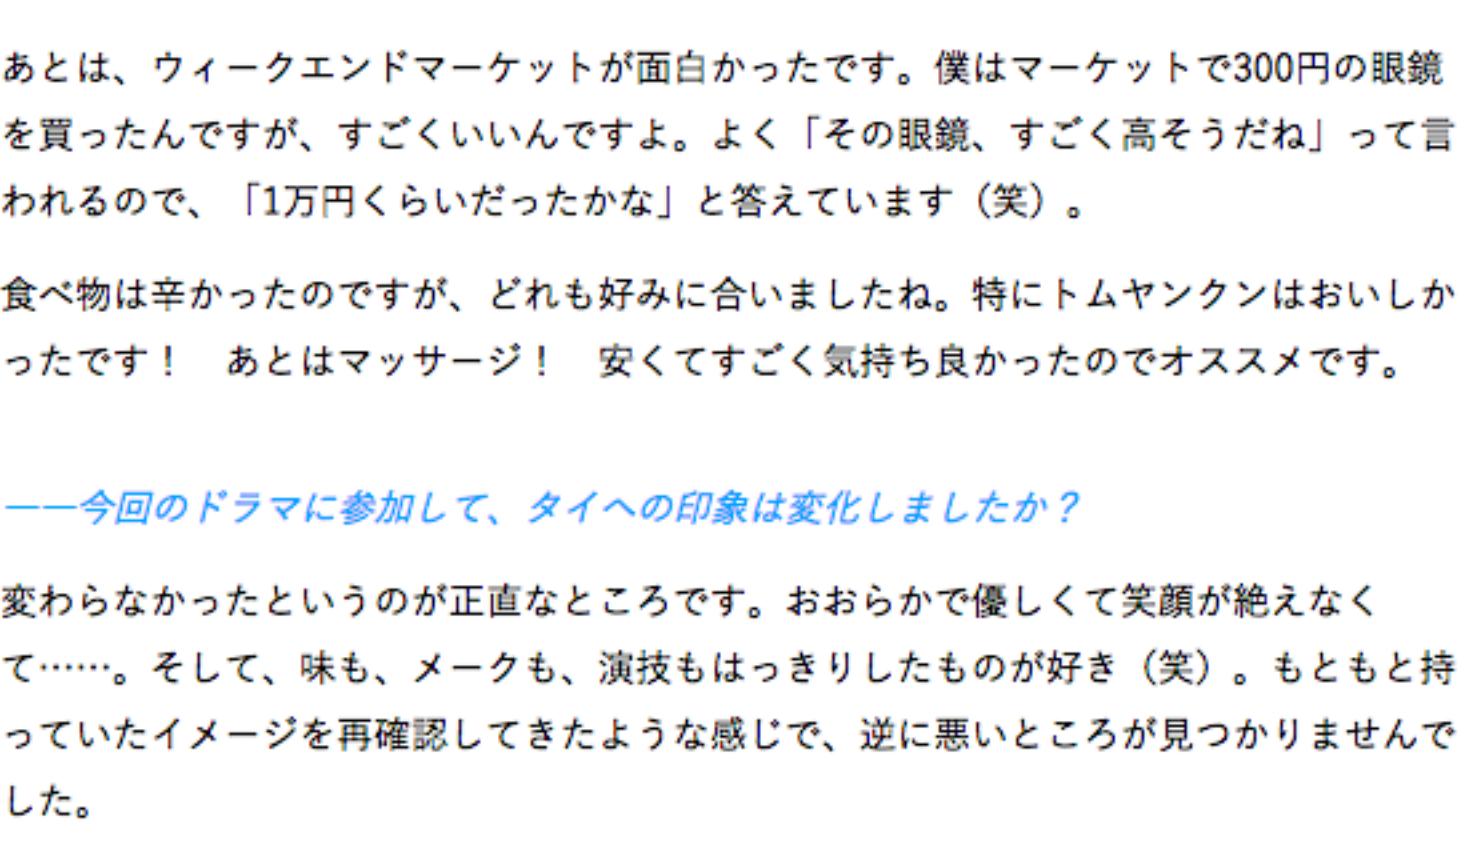 あとは、ウィークエンドマーケットが面白かったです。僕はマーケットで300円の眼鏡
を買ったんですが、すごくいいんですよ。よく「その眼鏡、すごく高そうだね」って言
われるので、「1万円くらいだったかな」と答えています（笑）。
食べ物は辛かったのですが、どれも好みに合いましたね。特にトムヤンクンはおいしか
ったです！　あとはマッサージ！　安くてすごく気持ち良かったのでオススメです。
――今回のドラマに参加して、タイへの印象は変化しましたか？
変わらなかったというのが正直なところです。おおらかで優しくて笑顔が絶えなく
て……。そして、味も、メークも、演技もはっきりしたものが好き（笑）。もともと持
っていたイメージを再確認してきたような感じで、逆に悪いところが見つかりませんで
した。